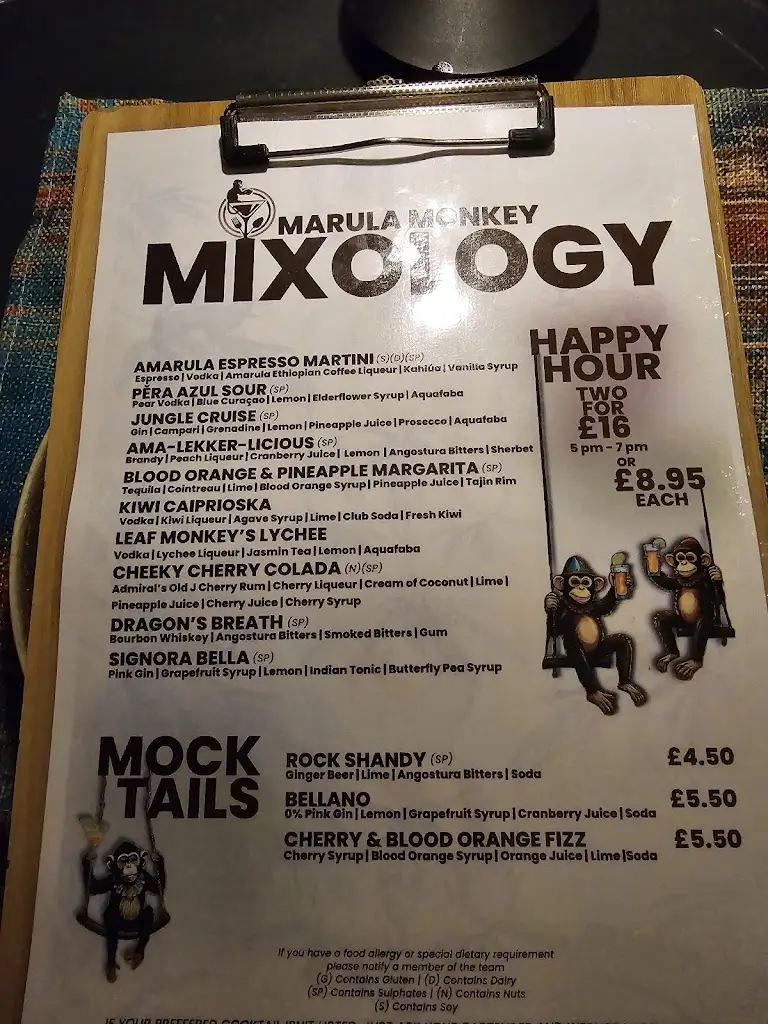 MARULA MONKEY
MIXOLOGY
AMARULA ESPRESSO MARTINI (S)(D)(SP)
Espresso | Vodka | Amarula Ethiopian Coffee Liqueur | Kahlúa | Vanilla Syrup
PĚRA AZUL SOUR (SP)
Pear Vodka | Blue Curaçao | Lemon | Elderflower Syrup | Aquafaba
JUNGLE CRUISE (SP)
Gin | Campari | Grenadine | Lemon | Pineapple Juice | Prosecco | Aquafaba
AMA-LEKKER-LICIOUS (SP)
Brandy | Peach Liqueur | Cranberry Juice | Lemon | Angostura Bitters | Sherbet
BLOOD ORANGE & PINEAPPLE MARGARITA (SP)
Tequila | Cointreau | Lime | Blood Orange Syrup | Pineapple Juice | Tajin Rim
KIWI CAIPRIOSKA
Vodka | Kiwi Liqueur | Agave Syrup | Lime | Club Soda | Fresh Kiwi
LEAF MONKEY'S LYCHEE
Vodka | Lychee Liqueur | Jasmin Tea | Lemon | Aquafaba
CHEEKY CHERRY COLADA (N)(SP)
Admiral's Old J Cherry Rum | Cherry Liqueur | Cream of Coconut | Lime |
Pineapple Juice | Cherry Juice | Cherry Syrup
DRAGON'S BREATH (SP)
Bourbon Whiskey | Angostura Bitters | Smoked Bitters | Gum
SIGNORA BELLA (SP)
Pink Gin | Grapefruit Syrup | Lemon | Indian Tonic | Butterfly Pea Syrup
HAPPY
HOUR
TWO
FOR
£16
5 pm - 7 pm
OR
£8.95
EACH
MOCK
TAILS
ROCK SHANDY (SP) £4.50
Ginger Beer | Lime | Angostura Bitters | Soda
BELLANO £5.50
0% Pink Gin | Lemon | Grapefruit Syrup | Cranberry Juice | Soda
CHERRY & BLOOD ORANGE FIZZ £5.50
Cherry Syrup | Blood Orange Syrup | Orange Juice | Lime | Soda
If you have a food allergy or special dietary requirement
please notify a member of the team
(G) Contains Gluten | (D) Contains Dairy
(SP) Contains Sulphates | (N) Contains Nuts
(S) Contains Soy
IF YOUR PREFERRED COCKTAIL ISN'T LISTED, JUST ASK YOUR